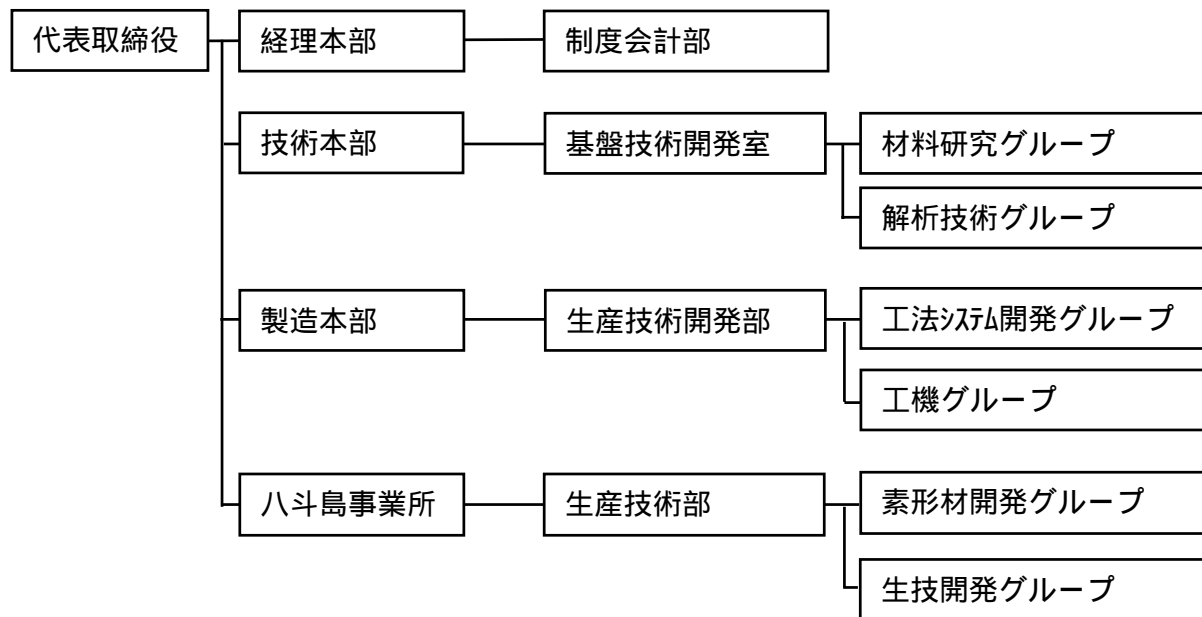 代表取締役
経理本部
制度会計部
技術本部
基盤技術開発室
材料研究グループ
解析技術グループ
製造本部
生産技術開発部
工法ｼｽﾃﾑ開発グループ
工機グループ
八斗島事業所
生産技術部
素形材開発グループ
生技開発グループ